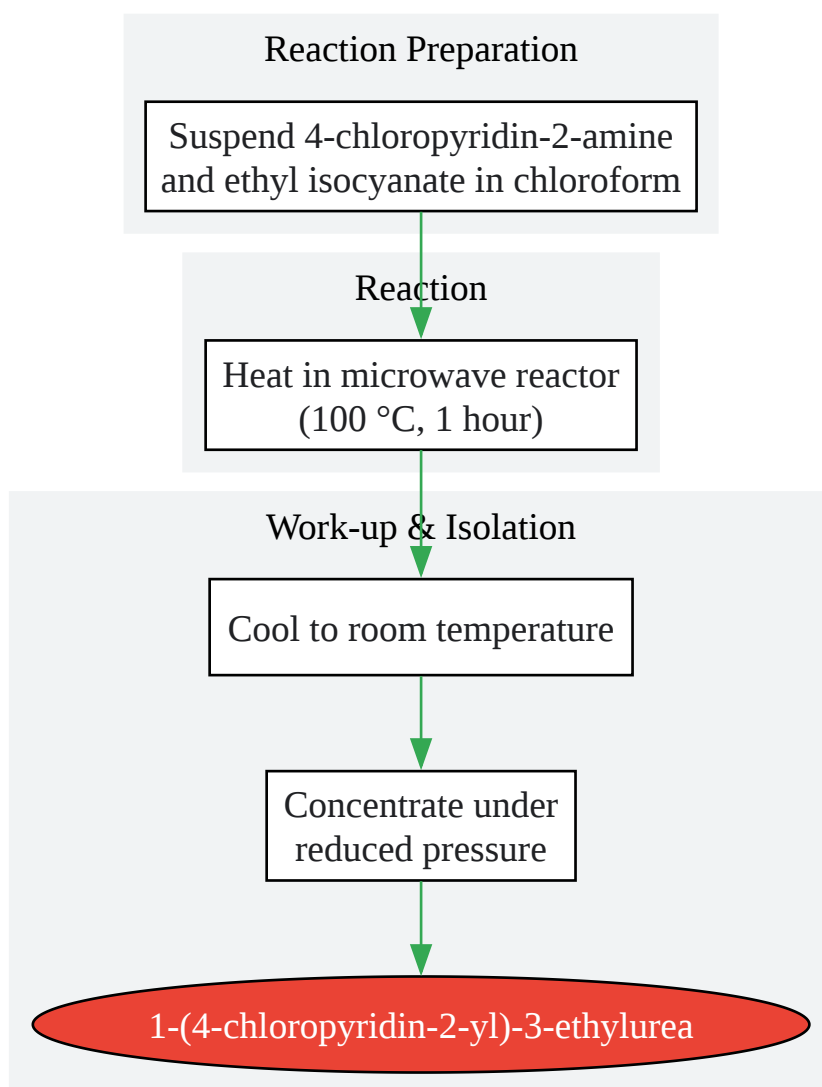 Reaction Preparation
Suspend 4-chloropyridin-2-amine
and ethyl isocyanate in chloroform
Reaction
Heat in microwave reactor
(100 °C, 1 hour)
Work-up & Isolation
Cool to room temperature
Concentrate under
reduced pressure
1-(4-chloropyridin-2-yl)-3-ethylurea